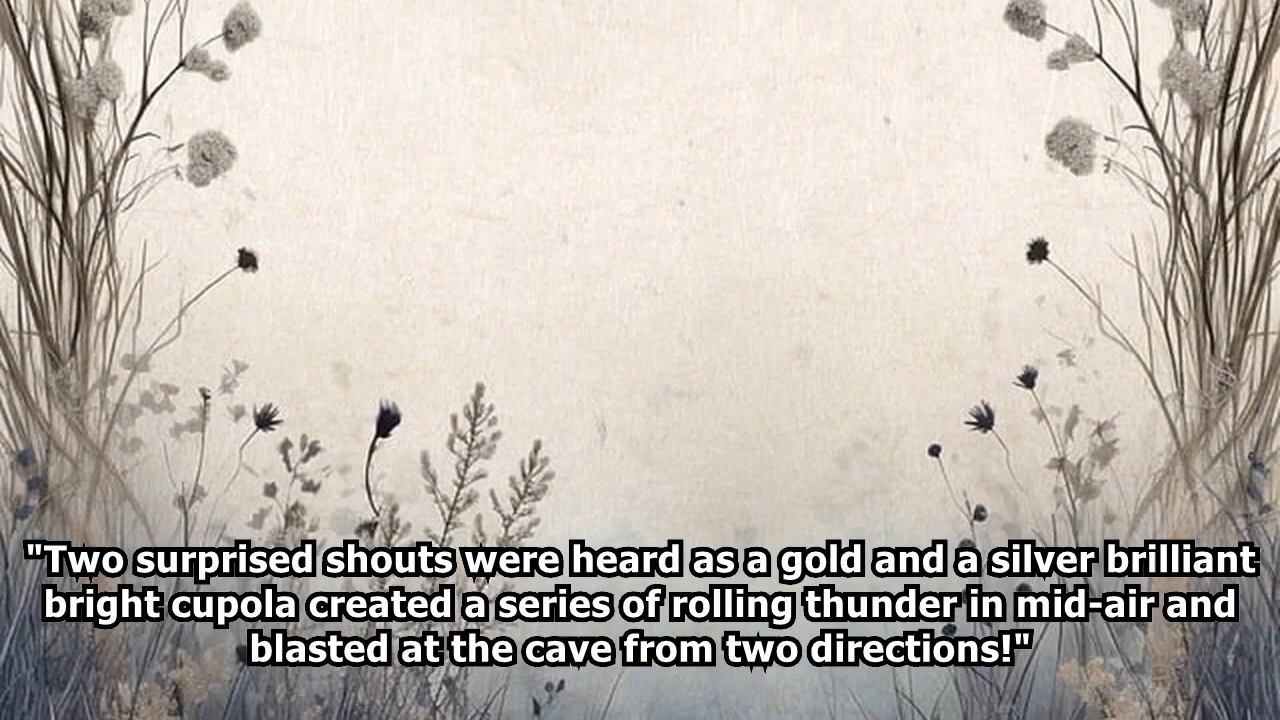 "Two surprised shouts were heard as a gold and a silver brilliant
bright cupola created a series of rolling thunder in mid-air and
blasted at the cave from two directions!"